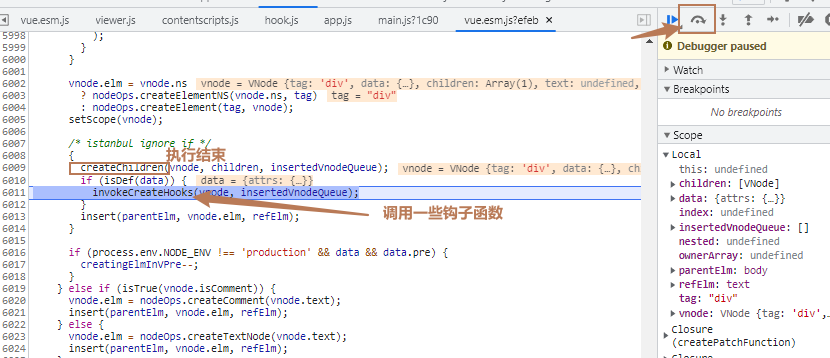 vue.esm.js viewer.js contentscripts.js hook.js app.js main.js?1c90 vue.esm.js?efeb ×
Debugger paused
Watch
Breakpoints
No breakpoints
Scope
Local
this: undefined
children: [VNode]
data: {attrs: {…}}
index: undefined
insertedVnodeQueue: []
nested: undefined
ownerArray: undefined
parentElm: body
refElm: text
tag: "div"
vnode: VNode {tag: 'div',…
Closure
(createPatchFunction)
Closure
5998 );
5999 }
6000 }
6001
6002 vnode.elm = vnode.ns vnode = VNode {tag: 'div', data: {…}, children: Array(1), text: undefined,
6003 ? nodeOps.createElementNS(vnode.ns, tag) tag = "div"
6004 : nodeOps.createElement(tag, vnode);
6005 setScope(vnode);
6006
6007 /* istanbul ignore if */
执行结束
6008 {
6009 createChildren(vnode, children, insertedVnodeQueue); vnode = VNode {tag: 'div', data: {…}, ch
6010 if (isDef(data)) { data = {attrs: {…}}
6011 invokeCreateHooks(vnode, insertedVnodeQueue);
6012 }
调用一些钩子函数
6013 insert(parentElm, vnode.elm, refElm);
6014 }
6015
6016 if (process.env.NODE_ENV !== 'production' && data && data.pre) {
6017 creatingElmInVPre--;
6018 }
6019 } else if (isTrue(vnode.isComment)) {
6020 vnode.elm = nodeOps.createComment(vnode.text);
6021 insert(parentElm, vnode.elm, refElm);
6022 } else {
6023 vnode.elm = nodeOps.createTextNode(vnode.text);
6024 insert(parentElm, vnode.elm, refElm);